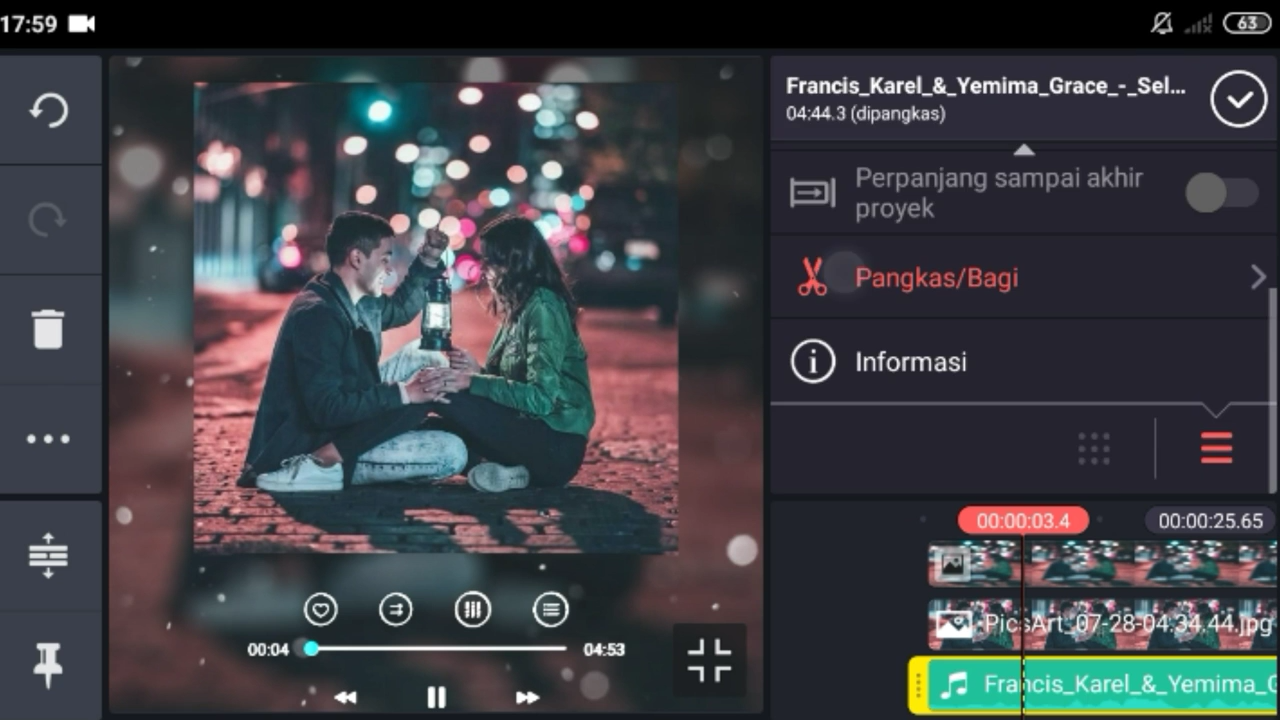 17:59
63
Francis_Karel_&_Yemima_Grace_-_Sel...
04:44.3 (dipangkas)
Perpanjang sampai akhir
proyek
Pangkas/Bagi
Informasi
00:04
04:53
00:00:03.4
00:00:25.65
PicsArt_07-28-04.34.44.jpg
Francis_Karel_&_Yemima_G